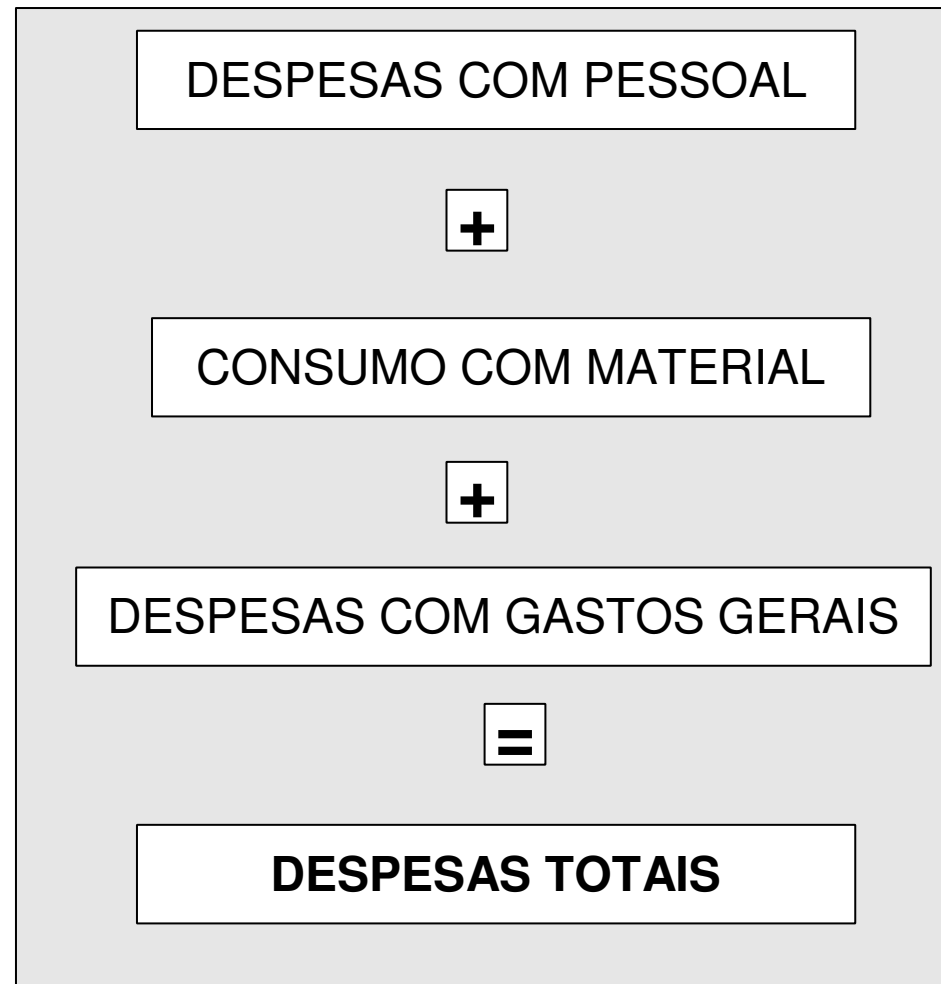 DESPESAS COM PESSOAL
+
CONSUMO COM MATERIAL
+
DESPESAS COM GASTOS GERAIS
=
DESPESAS TOTAIS